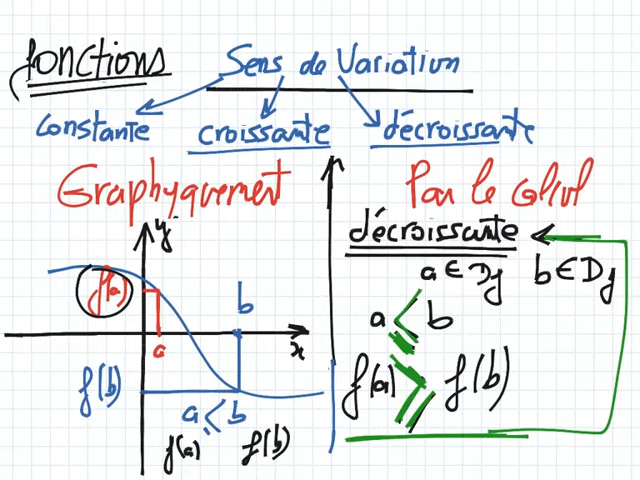 fonctions
Sens de Variation
Constante croissante décroissante
Graphyquement
Par le calcul
y
f(a)
a
b
x
f(b)
a < b
f(a) f(b)
décroissante
a ∈ Df b ∈ Df
a < b
f(a) > f(b)